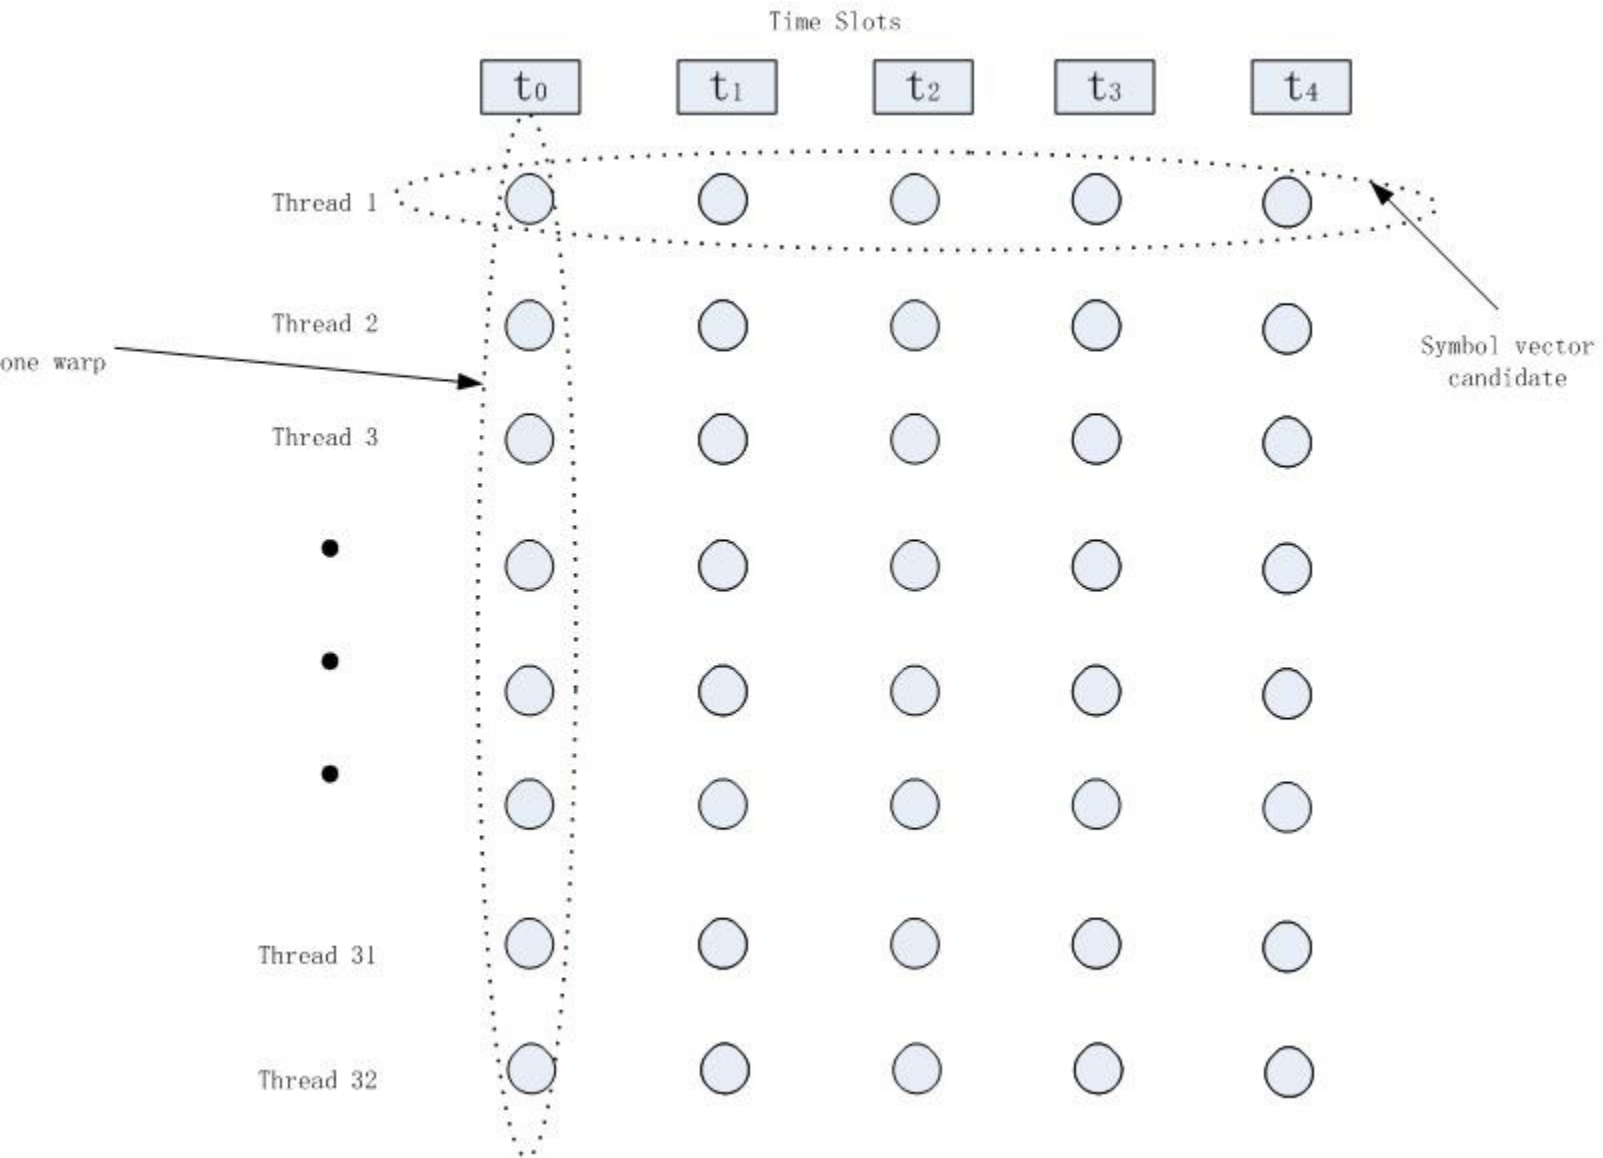 Time Slots
t0 t1 t2 t3 t4
Thread 1
Thread 2
one warp
Symbol vector
candidate
Thread 3
Thread 31
Thread 32